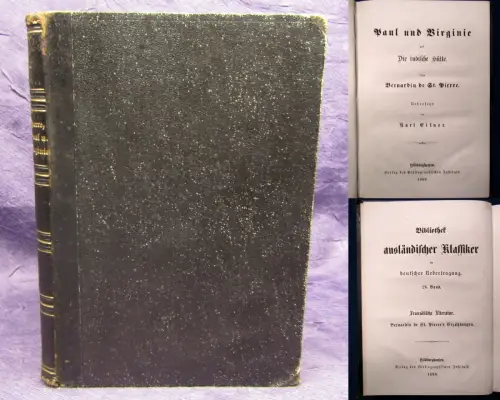 Paul und Virginie
und
Die indische Hütte.
Von
Bernardin de St. Pierre.
Uebersetzt
von
Karl Eitner.
Hildburghausen.
Verlag des Bibliographischen Instituts
Bibliothek
ausländischer Klassiker
in
deutscher Uebertragung.
Französische Literatur.
Bernardin de St. Pierre's Erzählungen.
Hildburghausen.
Verlag des Bibliographischen Instituts